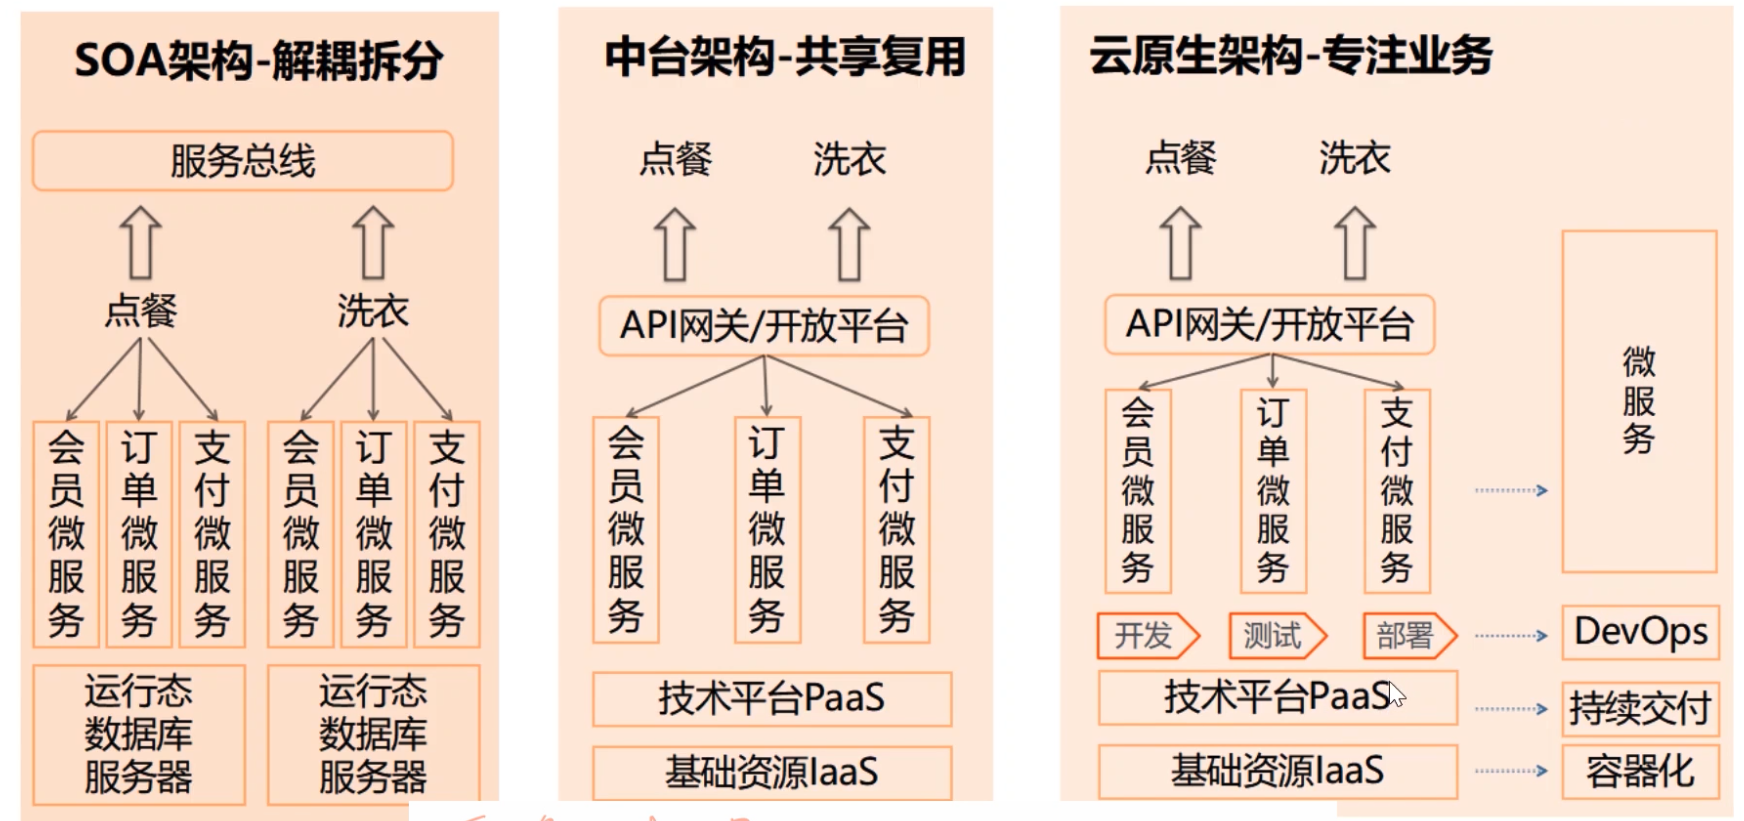 SOA架构-解耦拆分
服务总线
点餐
洗衣
会员微服务
订单微服务
支付微服务
会员微服务
订单微服务
支付微服务
运行态
数据库
服务器
运行态
数据库
服务器
中台架构-共享复用
点餐
洗衣
API网关/开放平台
会员微服务
订单微服务
支付微服务
技术平台PaaS
基础资源IaaS
云原生架构-专注业务
点餐
洗衣
API网关/开放平台
会员微服务
订单微服务
支付微服务
开发
测试
部署
技术平台PaaS
基础资源IaaS
微服务
DevOps
持续交付
容器化